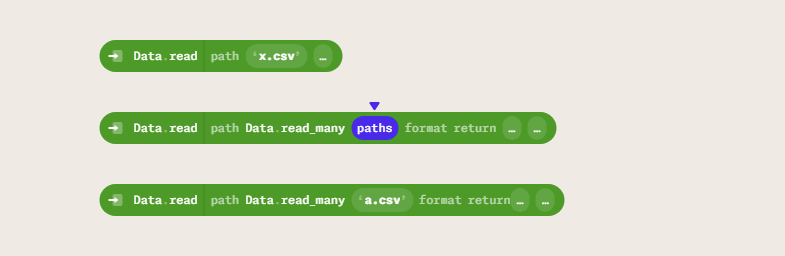 Data.read path ‘x.csv’ …
Data.read path Data.read_many paths format return … …
Data.read path Data.read_many ‘a.csv’ format return… …